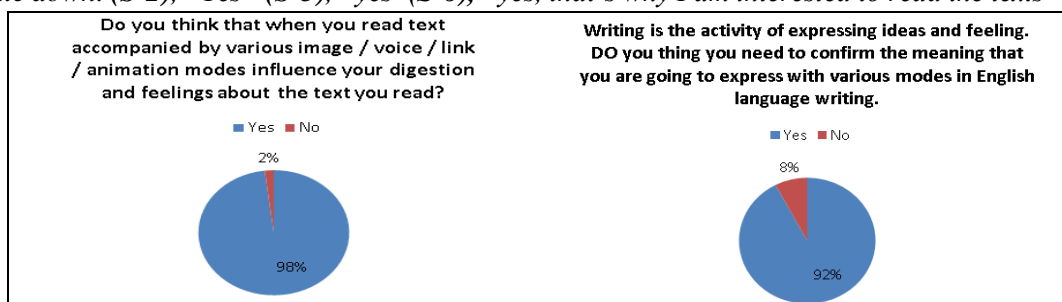 Do you think that when you read text
accompanied by various image / voice / link
/ animation modes influence your digestion
and feelings about the text you read?
Yes No
2%
98%
Writing is the activity of expressing ideas and feeling.
DO you thing you need to confirm the meaning that
you are going to express with various modes in English
language writing.
Yes No
8%
92%